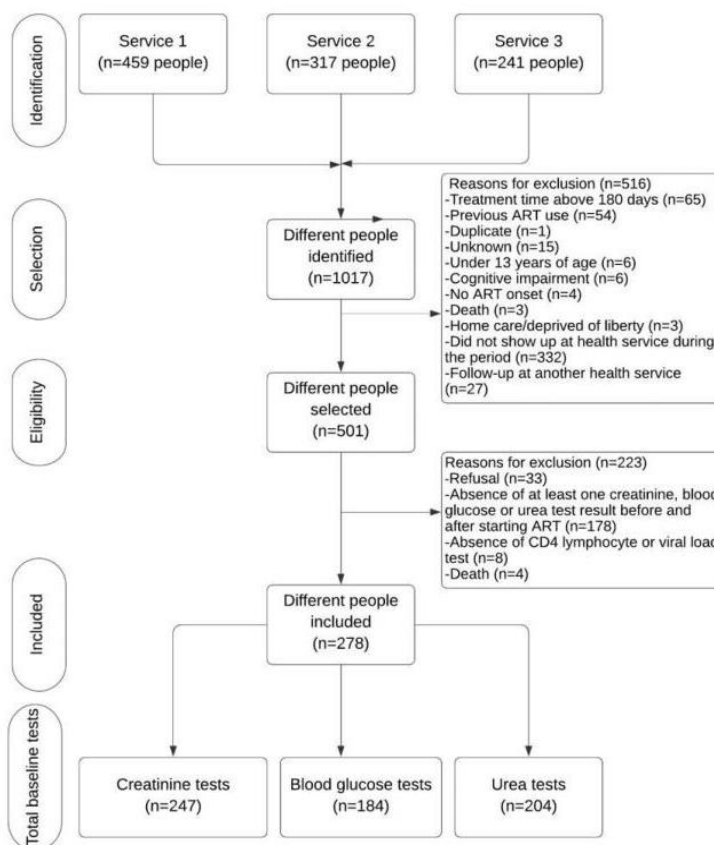 Identification
Service 1
(n=459 people)
Service 2
(n=317 people)
Service 3
(n=241 people)
Selection
Different people
identified
(n=1017)
Reasons for exclusion (n=516)
-Treatment time above 180 days (n=65)
-Previous ART use (n=54)
-Duplicate (n=1)
-Unknown (n=15)
-Under 13 years of age (n=6)
-Cognitive impairment (n=6)
-No ART onset (n=4)
-Death (n=3)
-Home care/deprived of liberty (n=3)
-Did not show up at health service during
the period (n=332)
-Follow-up at another health service
(n=27)
Eligibility
Different people
selected
(n=501)
Reasons for exclusion (n=223)
-Refusal (n=33)
-Absence of at least one creatinine, blood
glucose or urea test result before and
after starting ART (n=178)
-Absence of CD4 lymphocyte or viral load
test (n=8)
-Death (n=4)
Included
Different people
included
(n=278)
Total baseline tests
Creatinine tests
(n=247)
Blood glucose tests
(n=184)
Urea tests
(n=204)